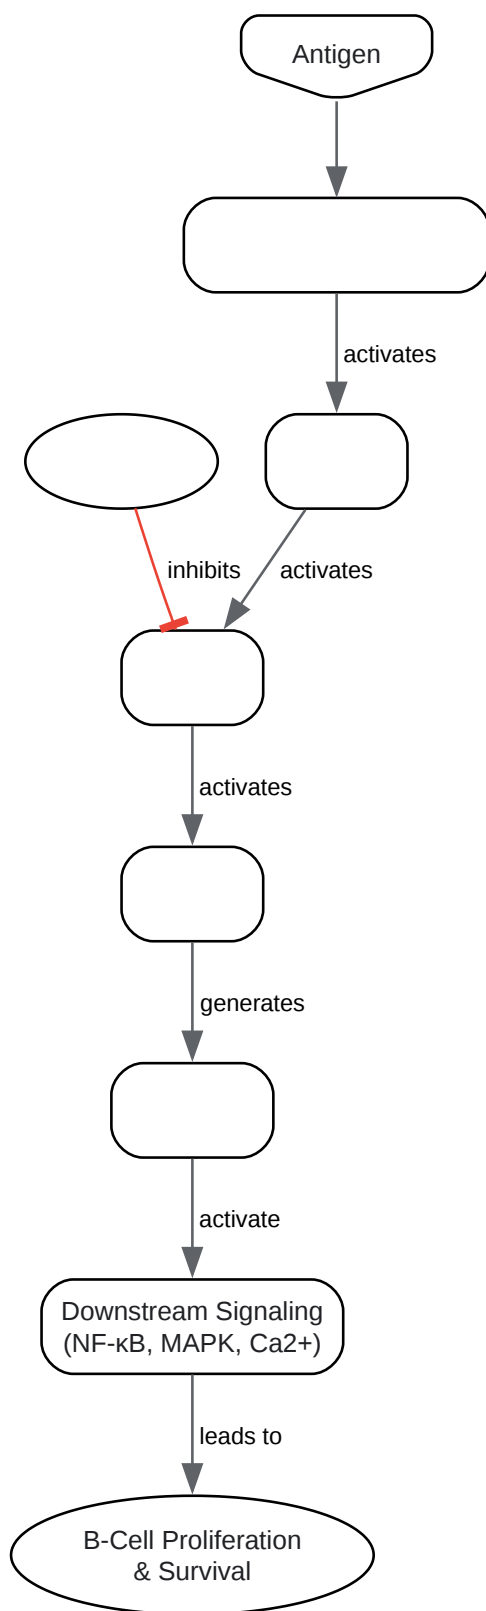 Antigen
activates
inhibits
activates
activates
generates
activate
Downstream Signaling
(NF-κB, MAPK, Ca2+)
leads to
B-Cell Proliferation
& Survival